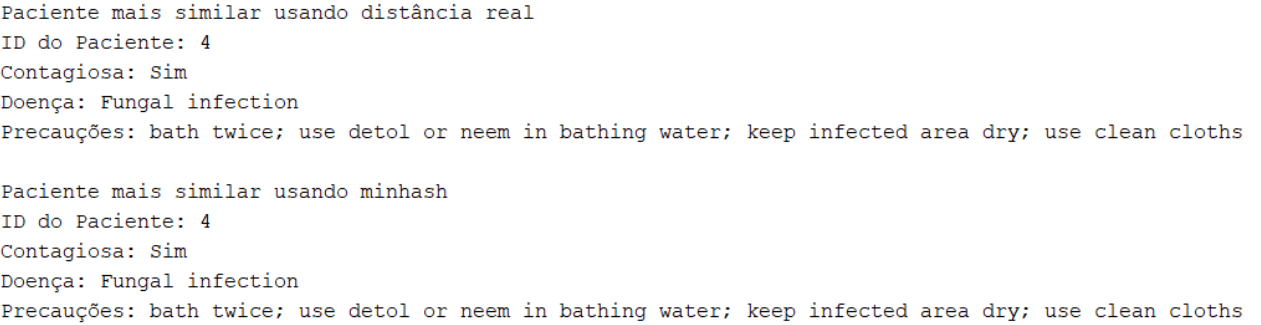 Paciente mais similar usando distância real
ID do Paciente: 4
Contagiosa: Sim
Doença: Fungal infection
Precauções: bath twice; use detol or neem in bathing water; keep infected area dry; use clean cloths
Paciente mais similar usando minhash
ID do Paciente: 4
Contagiosa: Sim
Doença: Fungal infection
Precauções: bath twice; use detol or neem in bathing water; keep infected area dry; use clean cloths